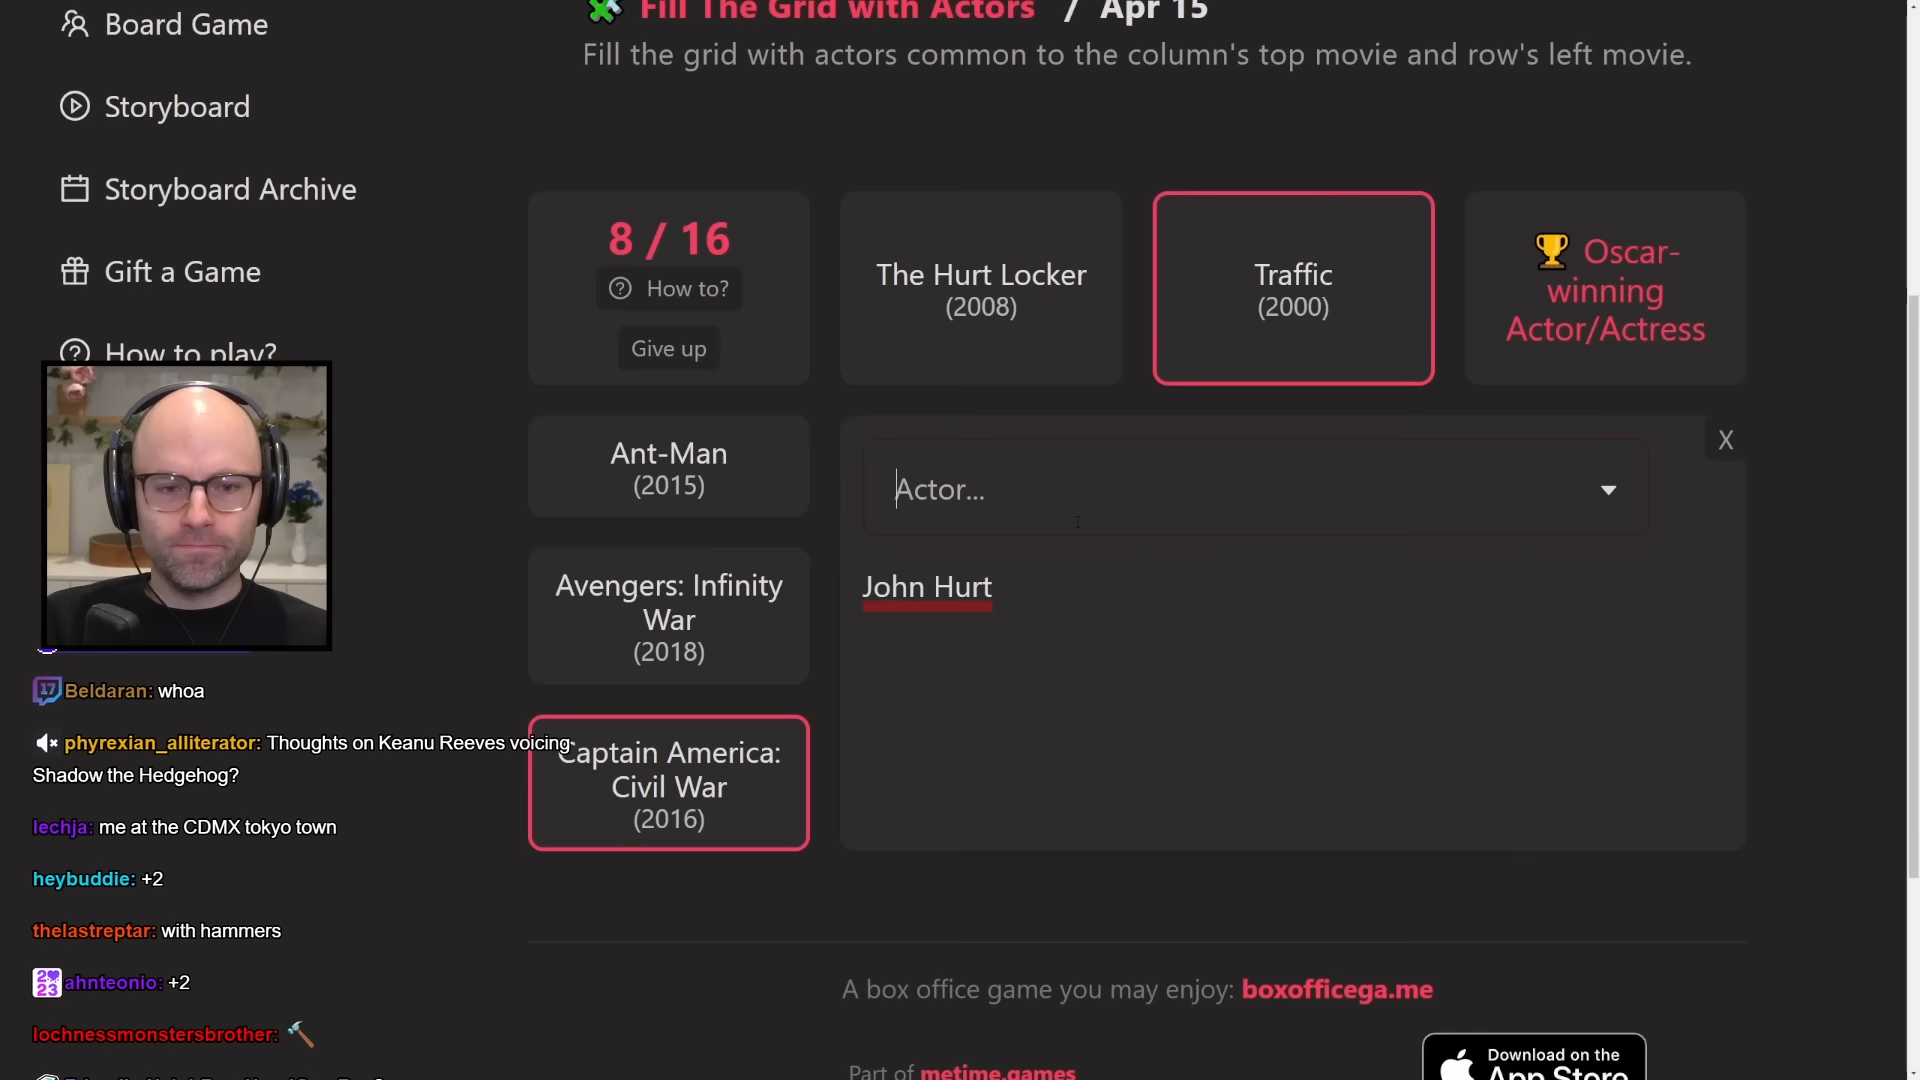 Board Game
Storyboard
Storyboard Archive
Gift a Game
How to play?
Fill The Grid with Actors / Apr 15
Fill the grid with actors common to the column's top movie and row's left movie.
8 / 16
How to?
Give up
The Hurt Locker
(2008)
Traffic
(2000)
Oscar-
winning
Actor/Actress
Ant-Man
(2015)
Avengers: Infinity
War
(2018)
Captain America:
Civil War
(2016)
X
Actor...
John Hurt
17 Beldaran: whoa
phyrexian_alliterator: Thoughts on Keanu Reeves voicing
Shadow the Hedgehog?
lechja: me at the CDMX tokyo town
heybuddie: +2
thelastreptar: with hammers
2 23 ahnteonio: +2
lochnessmonstersbrother:
A box office game you may enjoy: boxofficega.me
Part of metime.games
Download on the
App Store